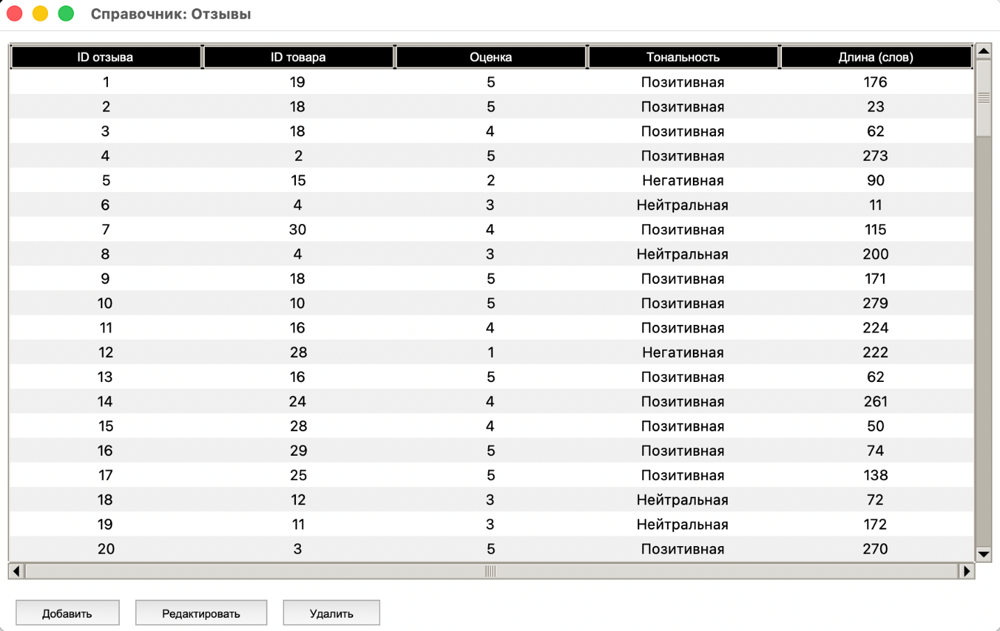 Справочник: Отзывы
ID отзыва ID товара Оценка Тональность Длина (слов)
1 19 5 Позитивная 176
2 18 5 Позитивная 23
3 18 4 Позитивная 62
4 2 5 Позитивная 273
5 15 2 Негативная 90
6 4 3 Нейтральная 11
7 30 4 Позитивная 115
8 4 3 Нейтральная 200
9 18 5 Позитивная 171
10 10 5 Позитивная 279
11 16 4 Позитивная 224
12 28 1 Негативная 222
13 16 5 Позитивная 62
14 24 4 Позитивная 261
15 28 4 Позитивная 50
16 29 5 Позитивная 74
17 25 5 Позитивная 138
18 12 3 Нейтральная 72
19 11 3 Нейтральная 172
20 3 5 Позитивная 270
Добавить Редактировать Удалить